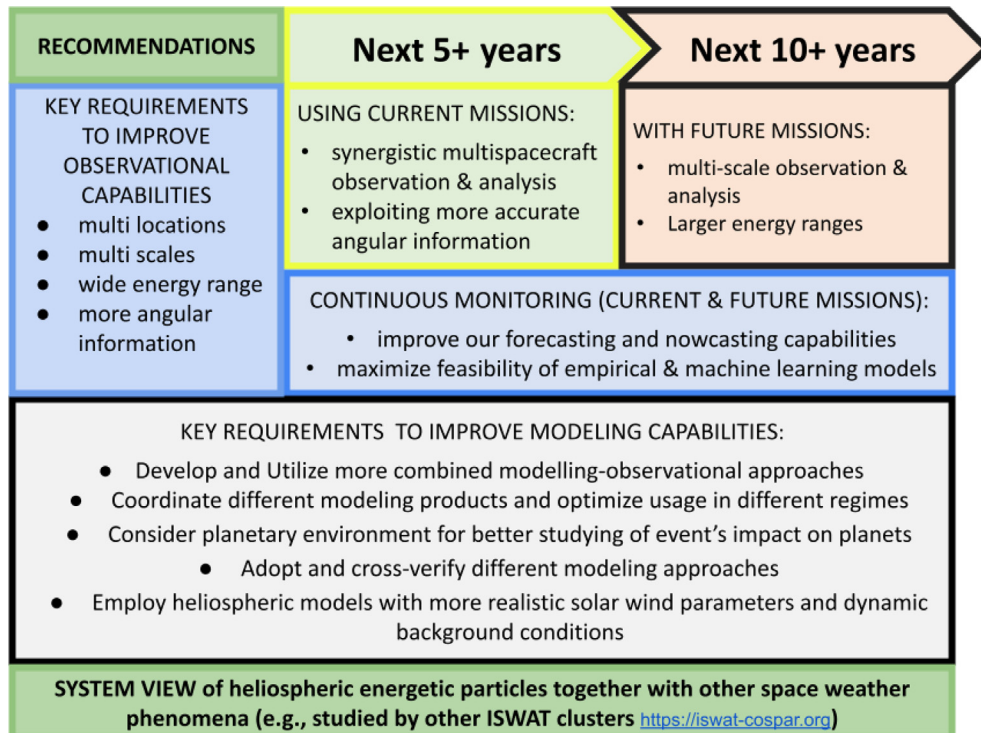 RECOMMENDATIONS
Next 5+ years
Next 10+ years
KEY REQUIREMENTS
TO IMPROVE
OBSERVATIONAL
CAPABILITIES
● multi locations
● multi scales
● wide energy range
● more angular
information
USING CURRENT MISSIONS:
• synergistic multispacecraft
observation & analysis
• exploiting more accurate
angular information
WITH FUTURE MISSIONS:
• multi-scale observation &
analysis
• Larger energy ranges
CONTINUOUS MONITORING (CURRENT & FUTURE MISSIONS):
• improve our forecasting and nowcasting capabilities
• maximize feasibility of empirical & machine learning models
KEY REQUIREMENTS TO IMPROVE MODELING CAPABILITIES:
● Develop and Utilize more combined modelling-observational approaches
● Coordinate different modeling products and optimize usage in different regimes
● Consider planetary environment for better studying of event's impact on planets
● Adopt and cross-verify different modeling approaches
● Employ heliospheric models with more realistic solar wind parameters and dynamic
background conditions
SYSTEM VIEW of heliospheric energetic particles together with other space weather
phenomena (e.g., studied by other ISWAT clusters https://iswat-cospar.org)